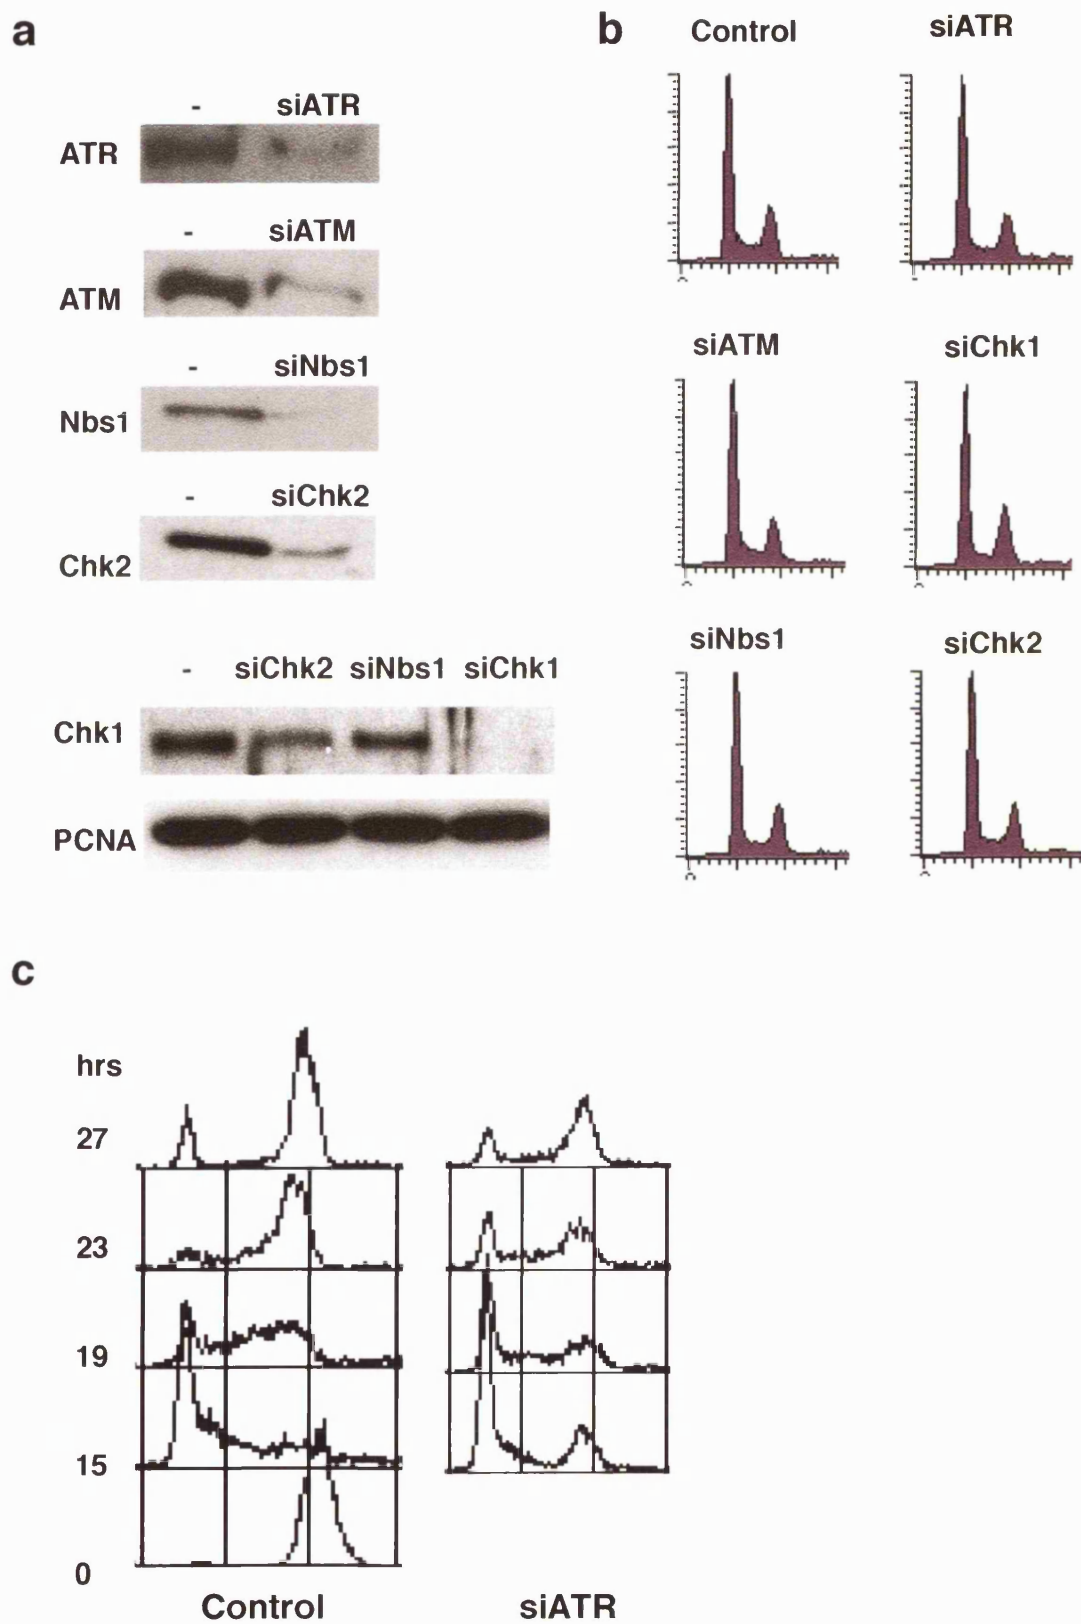 a
- siATR
ATR
- siATM
ATM
- siNbs1
Nbs1
- siChk2
Chk2
- siChk2 siNbs1 siChk1
Chk1
PCNA
b
Control siATR
siATM siChk1
siNbs1 siChk2
c
hrs
27
23
19
15
0
Control siATR